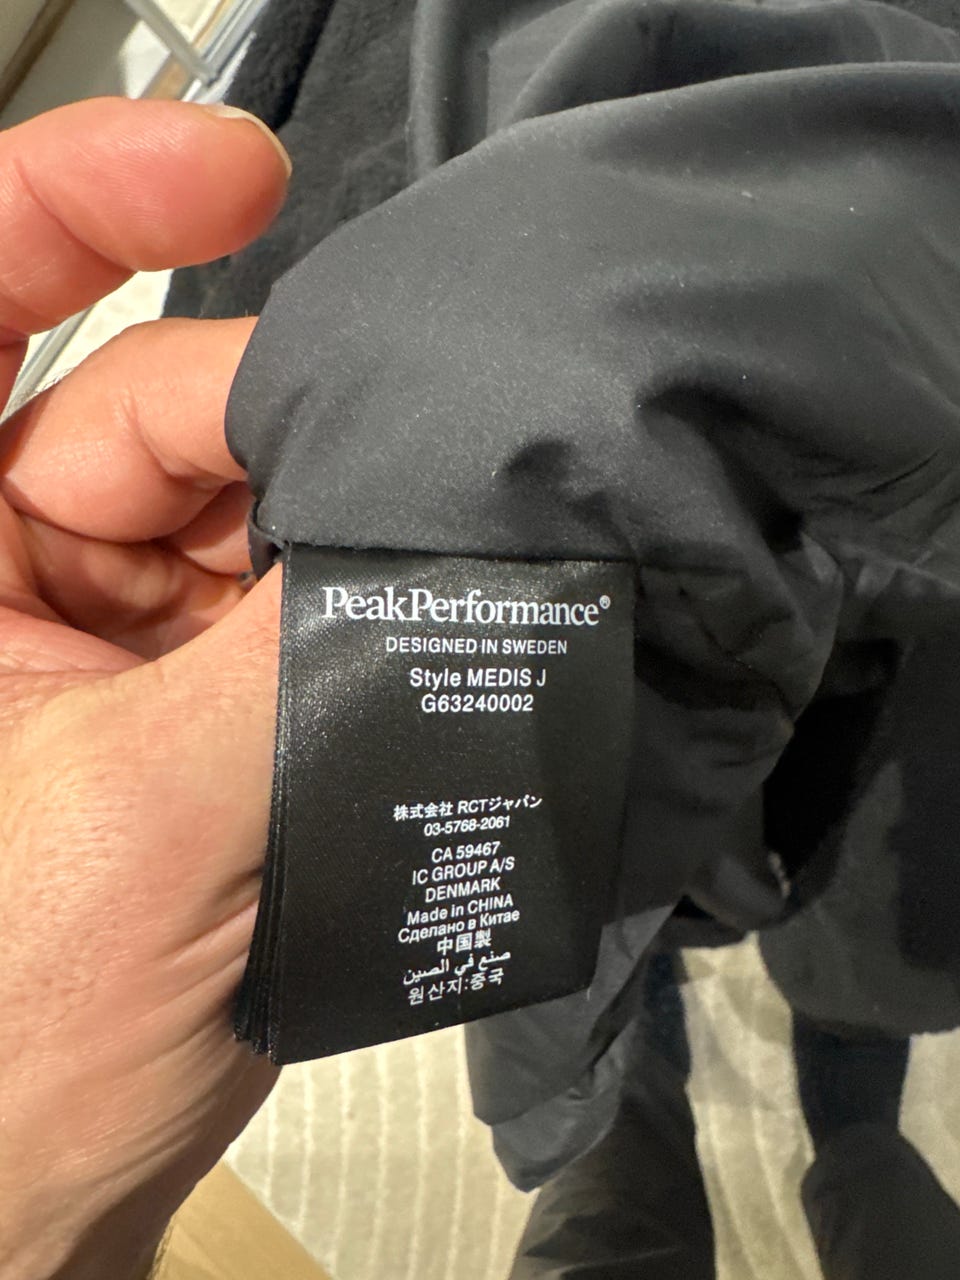 PeakPerformance®
DESIGNED IN SWEDEN
Style MEDIS J
G63240002
株式会社 RCTジャパン
03-5768-2061
CA 59467
IC GROUP A/S
DENMARK
Made in CHINA
Сделано в Китае
中国製
صنع في الصين
원산지:중국